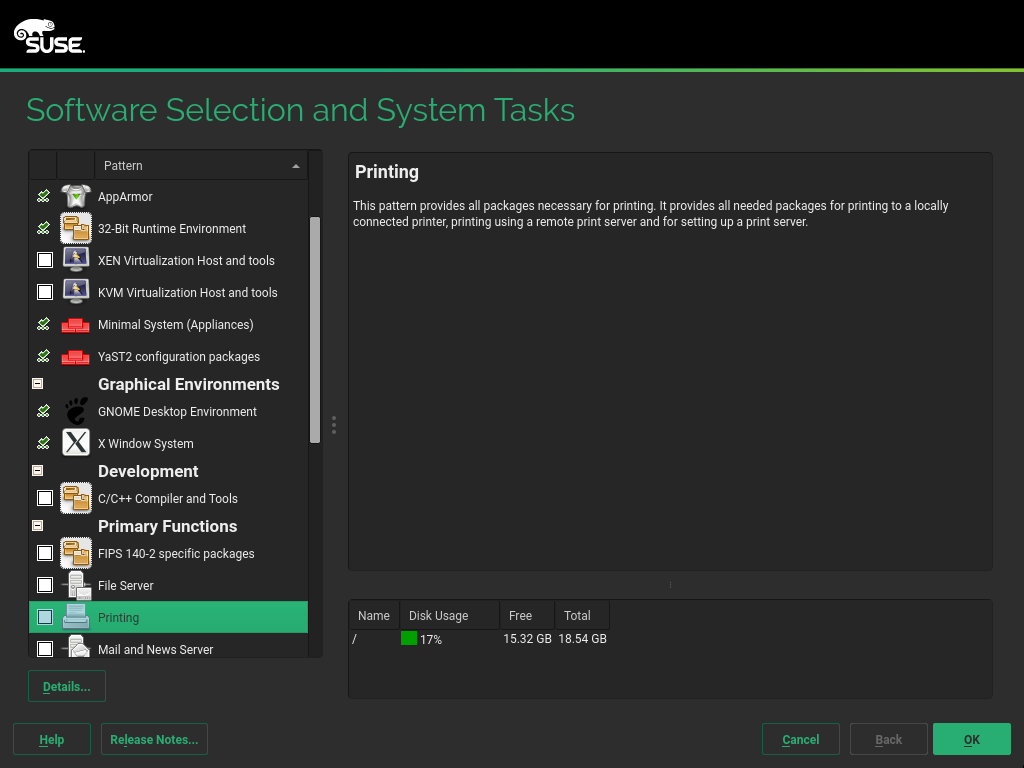 SUSE.
Software Selection and System Tasks
Pattern
AppArmor
32-Bit Runtime Environment
XEN Virtualization Host and tools
KVM Virtualization Host and tools
Minimal System (Appliances)
YaST2 configuration packages
Graphical Environments
GNOME Desktop Environment
X Window System
Development
C/C++ Compiler and Tools
Primary Functions
FIPS 140-2 specific packages
File Server
Printing
Mail and News Server
Details...
Printing
This pattern provides all packages necessary for printing. It provides all needed packages for printing to a locally
connected printer, printing using a remote print server and for setting up a print server.
Name Disk Usage Free Total
/ 17% 15.32 GB 18.54 GB
Help Release Notes... Cancel Back OK